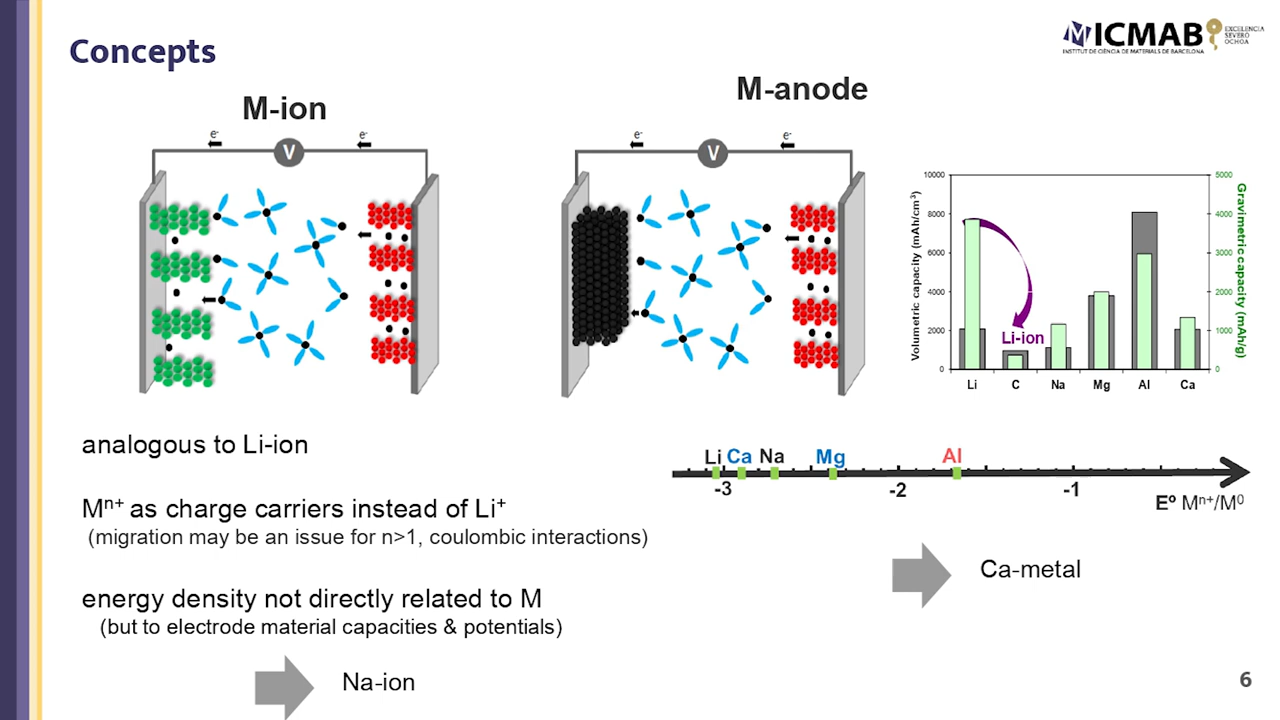 Concepts
MICMAB
INSTITUT DE CIÈNCIA DE MATERIALS DE BARCELONA
EXCELENCIA
SEVERO
OCHOA
M-ion
e-
V
e-
analogous to Li-ion
Mⁿ⁺ as charge carriers instead of Li⁺
(migration may be an issue for n>1, coulombic interactions)
energy density not directly related to M
(but to electrode material capacities & potentials)
Na-ion
M-anode
e-
V
e-
Volumetric capacity (mAh/cm³)
10000
8000
6000
4000
2000
0
Gravimetric capacity (mAh/g)
5000
4000
3000
2000
1000
0
Li-ion
Li C Na Mg Al Ca
Li Ca Na Mg Al
-3 -2 -1
Eº Mⁿ⁺/M⁰
Ca-metal
6